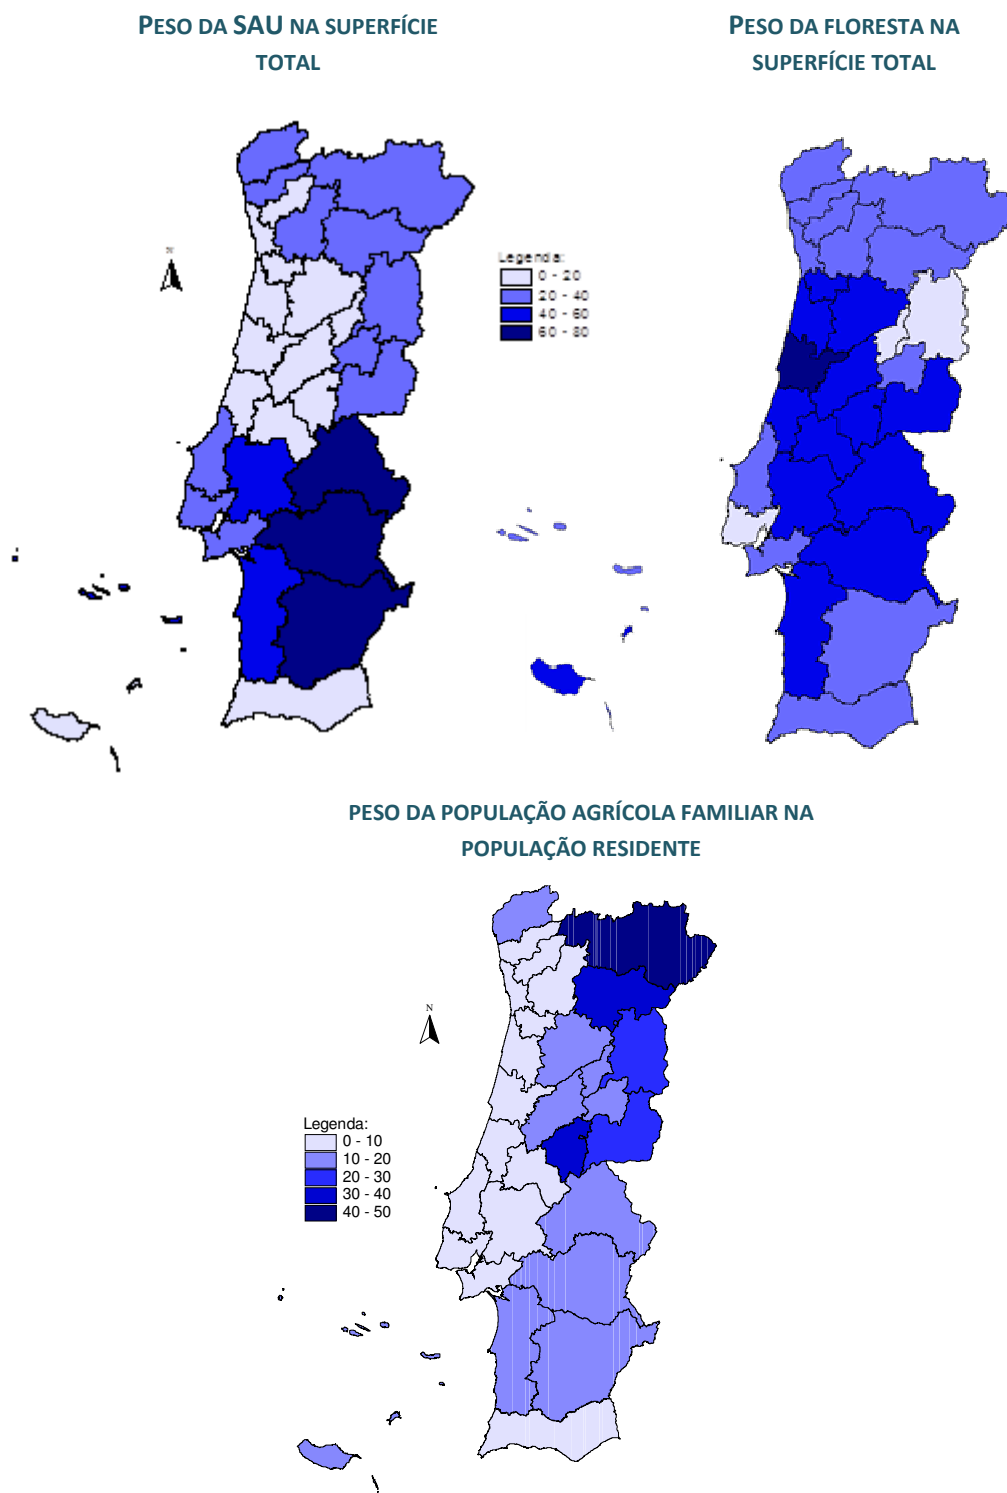 PESO DA SAU NA SUPERFÍCIE
TOTAL
PESO DA FLORESTA NA
SUPERFÍCIE TOTAL
N
Legenda:
0 - 20
20 - 40
40 - 60
60 - 80
PESO DA POPULAÇÃO AGRÍCOLA FAMILIAR NA
POPULAÇÃO RESIDENTE
N
Legenda:
0 - 10
10 - 20
20 - 30
30 - 40
40 - 50